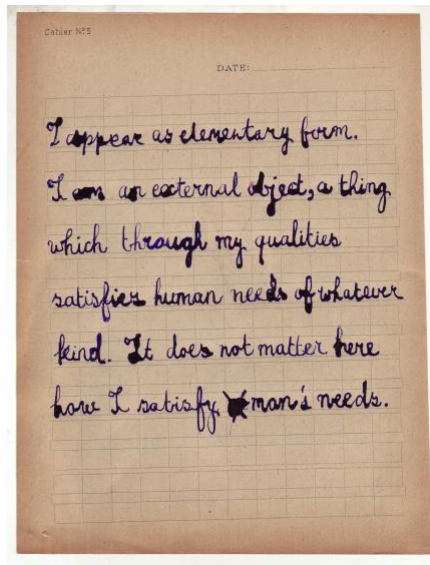 Cahier Nº5
DATE:
I appear as elementary form.
I am an external object, a thing
which through my qualities
satisfies human needs of whatever
kind. It does not matter here
how I satisfy man's needs.